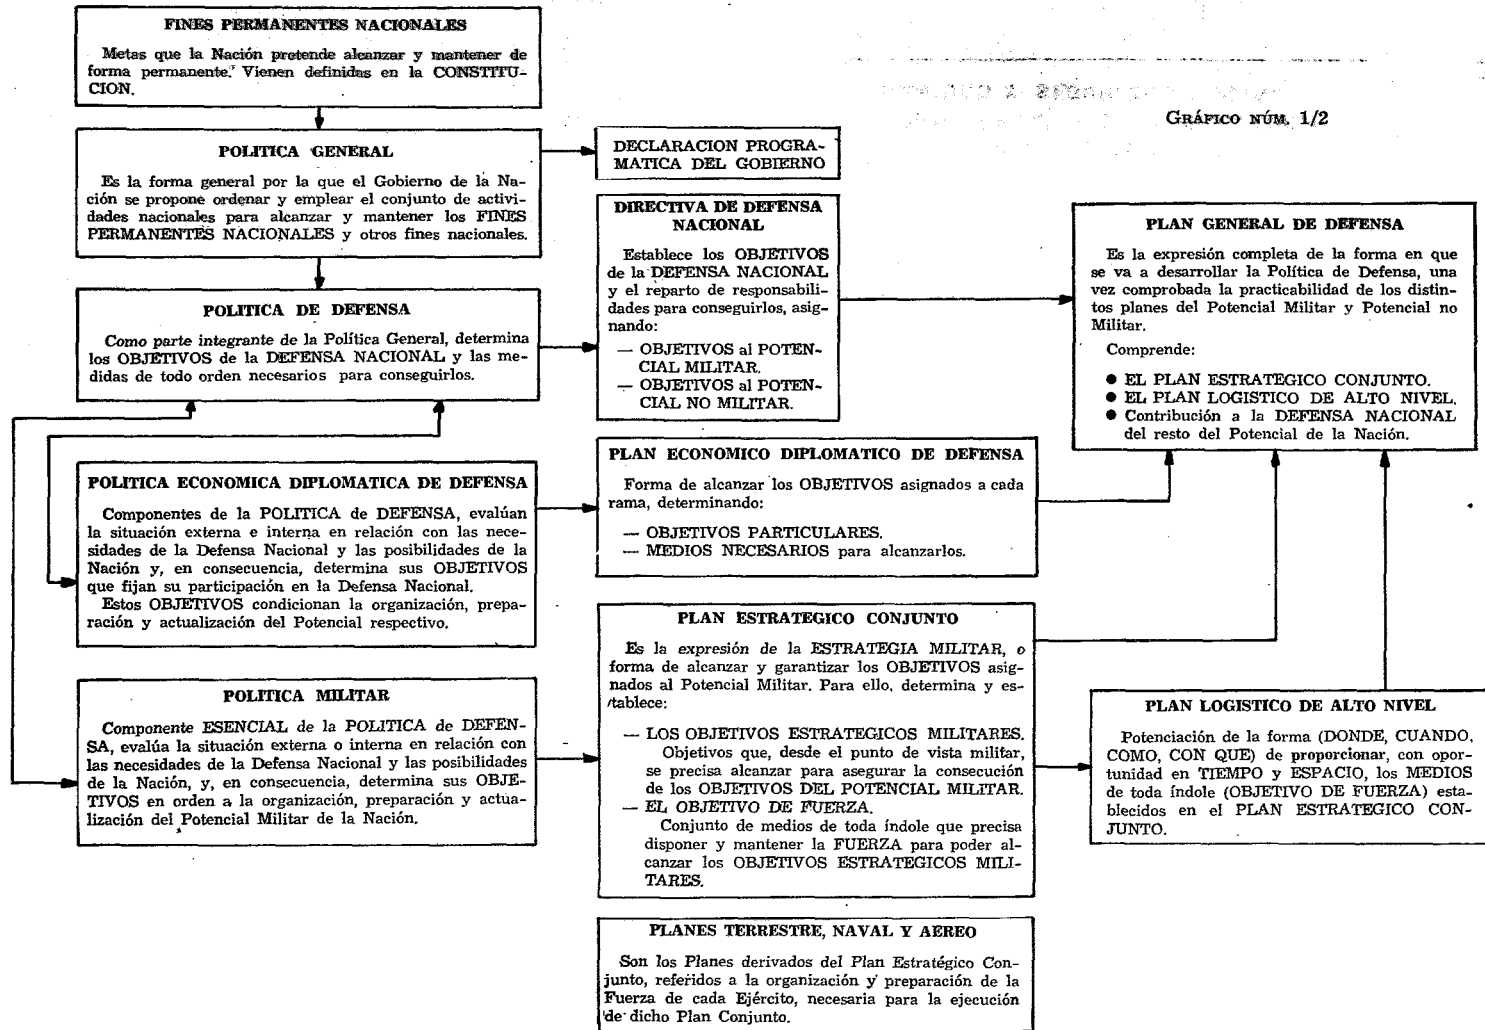 FINES PERMANENTES NACIONALES
Metas que la Nación pretende alcanzar y mantener de
forma permanente. Vienen definidas en la CONSTITU-
CION.
POLITICA GENERAL
Es la forma general por la que el Gobierno de la Na-
ción se propone ordenar y emplear el conjunto de activi-
dades nacionales para alcanzar y mantener los FINES
PERMANENTES NACIONALES y otros fines nacionales.
POLITICA DE DEFENSA
Como parte integrante de la Política General, determina
los OBJETIVOS de la DEFENSA NACIONAL y las me-
didas de todo orden necesarios para conseguirlos.
POLITICA ECONOMICA DIPLOMATICA DE DEFENSA
Componentes de la POLITICA de DEFENSA, evalúan
la situación externa e interna en relación con las nece-
sidades de la Defensa Nacional y las posibilidades de la
Nación y, en consecuencia, determina sus OBJETIVOS
que fijan su participación en la Defensa Nacional.
Estos OBJETIVOS condicionan la organización, prepa-
ración y actualización del Potencial respectivo.
POLITICA MILITAR
Componente ESENCIAL de la POLITICA de DEFEN-
SA, evalúa la situación externa o interna en relación con
las necesidades de la Defensa Nacional y las posibilidades
de la Nación, y, en consecuencia, determina sus OBJE-
TIVOS en orden a la organización, preparación y actua-
lización del Potencial Militar de la Nación.
DECLARACION PROGRA-
MATICA DEL GOBIERNO
DIRECTIVA DE DEFENSA
NACIONAL
Establece los OBJETIVOS
de la DEFENSA NACIONAL
y el reparto de responsabili-
dades para conseguirlos, asig-
nando:
— OBJETIVOS al POTEN-
CIAL MILITAR.
— OBJETIVOS al POTEN-
CIAL NO MILITAR.
PLAN ECONOMICO DIPLOMATICO DE DEFENSA
Forma de alcanzar los OBJETIVOS asignados a cada
rama, determinando:
— OBJETIVOS PARTICULARES.
— MEDIOS NECESARIOS para alcanzarlos.
PLAN ESTRATEGICO CONJUNTO
Es la expresión de la ESTRATEGIA MILITAR, o
forma de alcanzar y garantizar los OBJETIVOS asig-
nados al Potencial Militar. Para ello, determina y es-
tablece:
— LOS OBJETIVOS ESTRATEGICOS MILITARES.
Objetivos que, desde el punto de vista militar,
se precisa alcanzar para asegurar la consecución
de los OBJETIVOS DEL POTENCIAL MILITAR.
— EL OBJETIVO DE FUERZA.
Conjunto de medios de toda índole que precisa
disponer y mantener la FUERZA para poder al-
canzar los OBJETIVOS ESTRATEGICOS MILI-
TARES.
PLANES TERRESTRE, NAVAL Y AEREO
Son los Planes derivados del Plan Estratégico Con-
junto, referidos a la organización y preparación de la
Fuerza de cada Ejército, necesaria para la ejecución
de dicho Plan Conjunto.
GRÁFICO NÚM. 1/2
PLAN GENERAL DE DEFENSA
Es la expresión completa de la forma en que
se va a desarrollar la Política de Defensa, una
vez comprobada la practicabilidad de los distin-
tos planes del Potencial Militar y Potencial no
Militar.
Comprende:
● EL PLAN ESTRATEGICO CONJUNTO.
● EL PLAN LOGISTICO DE ALTO NIVEL.
● Contribución a la DEFENSA NACIONAL
del resto del Potencial de la Nación.
PLAN LOGISTICO DE ALTO NIVEL
Potenciación de la forma (DONDE, CUANDO,
COMO, CON QUE) de proporcionar, con opor-
tunidad en TIEMPO y ESPACIO, los MEDIOS
de toda índole (OBJETIVO DE FUERZA) esta-
blecidos en el PLAN ESTRATEGICO CON-
JUNTO.